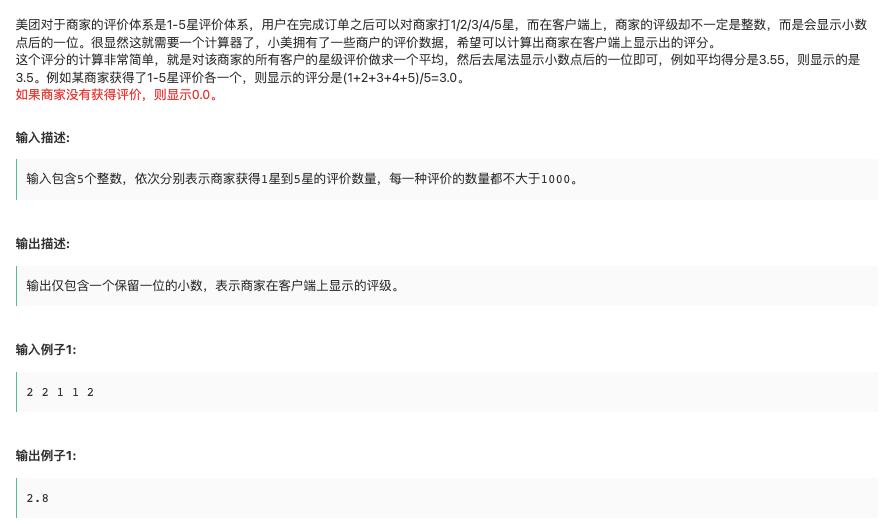 美团对于商家的评价体系是1-5星评价体系，用户在完成订单之后可以对商家打1/2/3/4/5星，而在客户端上，商家的评级却不一定是整数，而是会显示小数
点后的一位。很显然这就需要一个计算器了，小美拥有了一些商户的评价数据，希望可以计算出商家在客户端上显示出的评分。
这个评分的计算非常简单，就是对该商家的所有客户的星级评价做求一个平均，然后去尾法显示小数点后的一位即可，例如平均得分是3.55，则显示的是
3.5。例如某商家获得了1-5星评价各一个，则显示的评分是(1+2+3+4+5)/5=3.0。
如果商家没有获得评价，则显示0.0。
输入描述:
输入包含5个整数，依次分别表示商家获得1星到5星的评价数量，每一种评价的数量都不大于1000。
输出描述:
输出仅包含一个保留一位的小数，表示商家在客户端上显示的评级。
输入例子1:
2 2 1 1 2
输出例子1:
2.8